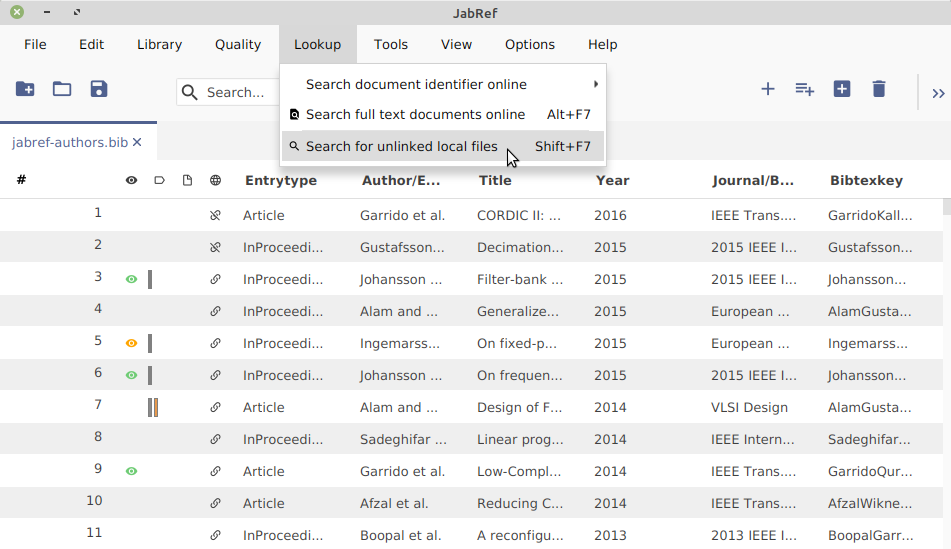 JabRef
File Edit Library Quality Lookup Tools View Options Help
Search...
Search document identifier online
Search full text documents online Alt+F7
Search for unlinked local files Shift+F7
jabref-authors.bib
# Entrytype Author/E... Title Year Journal/B... Bibtexkey
1 Article Garrido et al. CORDIC II: ... 2016 IEEE Trans.... GarridoKall...
2 InProceedi... Gustafsson... Decimation... 2015 2015 IEEE I... Gustafsson...
3 InProceedi... Johansson ... Filter-bank ... 2015 2015 IEEE I... Johansson...
4 InProceedi... Alam and ... Generalize... 2015 European ... AlamGusta...
5 InProceedi... Ingemarss... On fixed-p... 2015 European ... Ingemarss...
6 InProceedi... Johansson ... On frequen... 2015 2015 IEEE I... Johansson...
7 Article Alam and ... Design of F... 2014 VLSI Design AlamGusta...
8 InProceedi... Sadeghifar ... Linear prog... 2014 IEEE Intern... Sadeghifar...
9 Article Garrido et al. Low-Compl... 2014 IEEE Trans.... GarridoQur...
10 Article Afzal et al. Reducing C... 2014 IEEE Trans.... AfzalWikne...
11 InProceedi... Boopal et al. A reconfigu... 2013 2013 IEEE I... BoopalGarr...